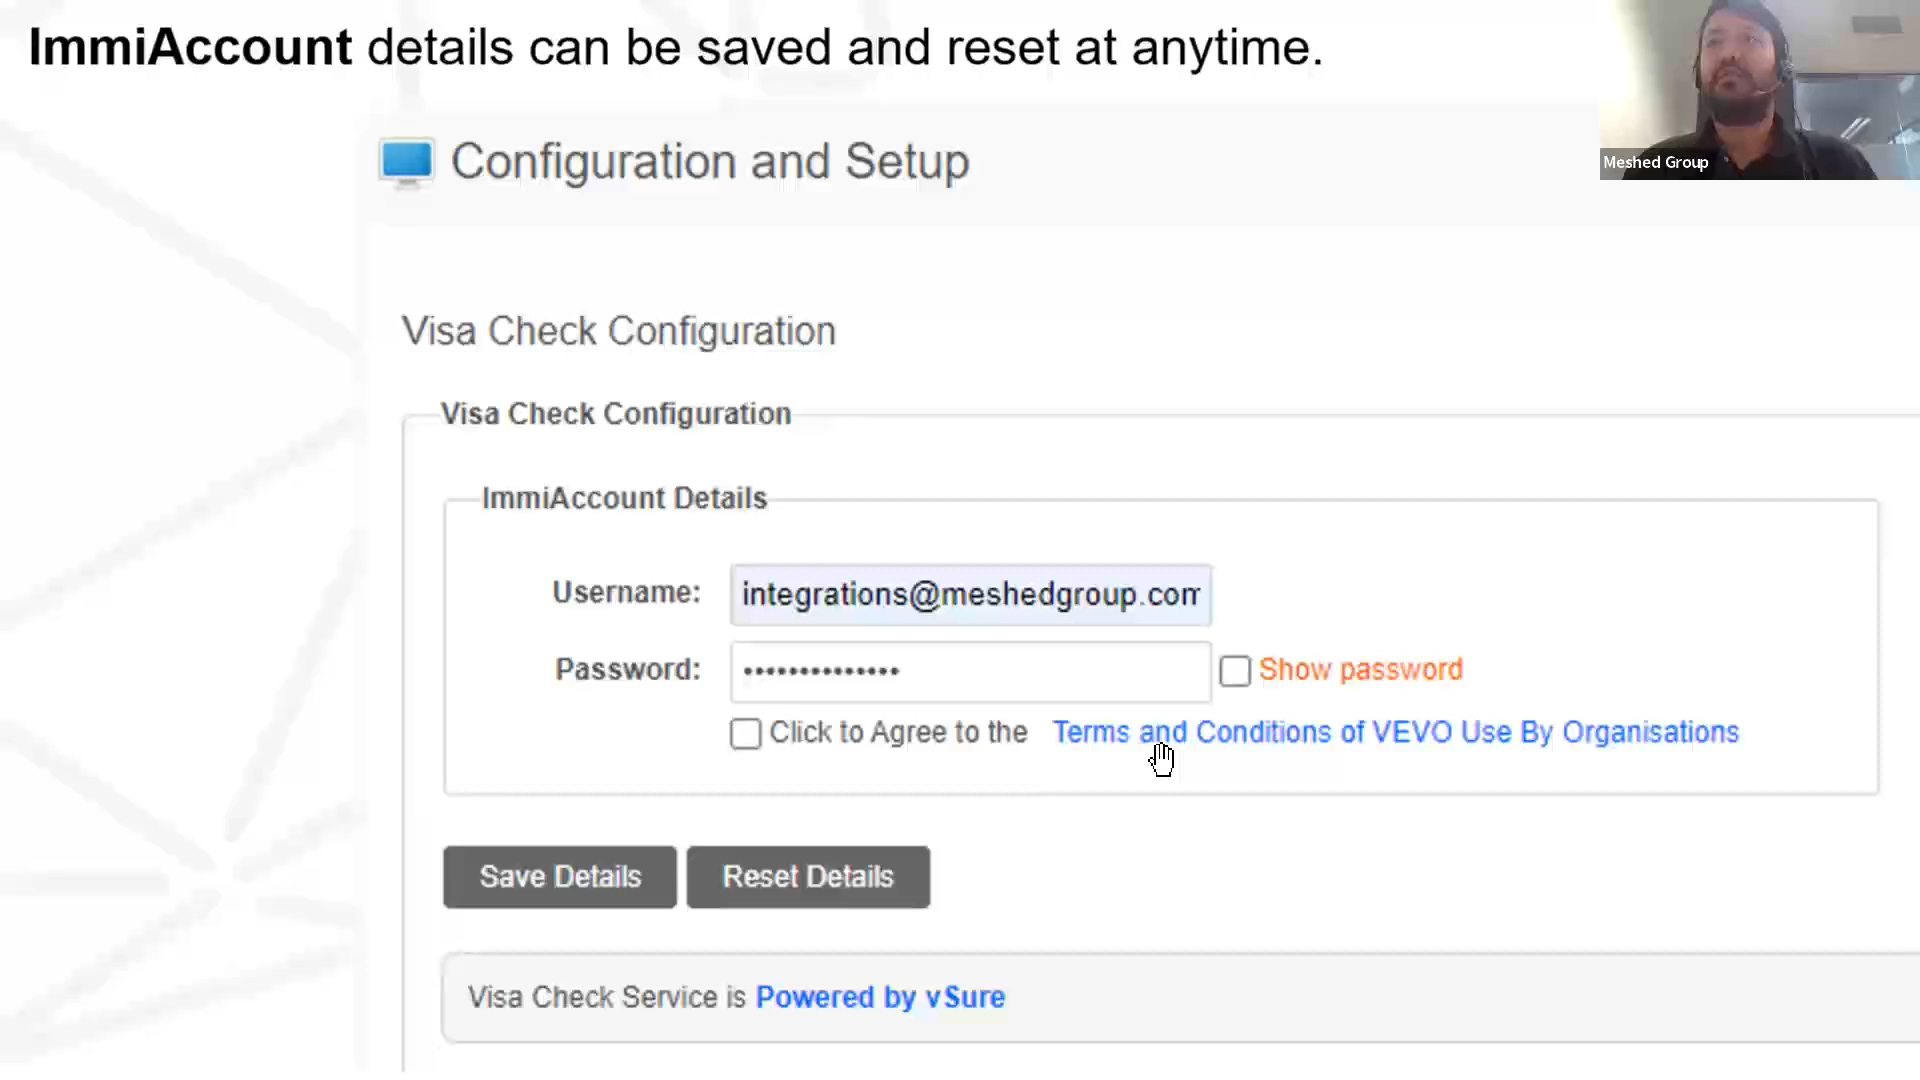 ImmiAccount details can be saved and reset at anytime.
Meshed Group
Configuration and Setup
Visa Check Configuration
Visa Check Configuration
ImmiAccount Details
Username: integrations@meshedgroup.com
Password: ••••••••••••••
Show password
Click to Agree to the Terms and Conditions of VEVO Use By Organisations
Save Details
Reset Details
Visa Check Service is Powered by vSure